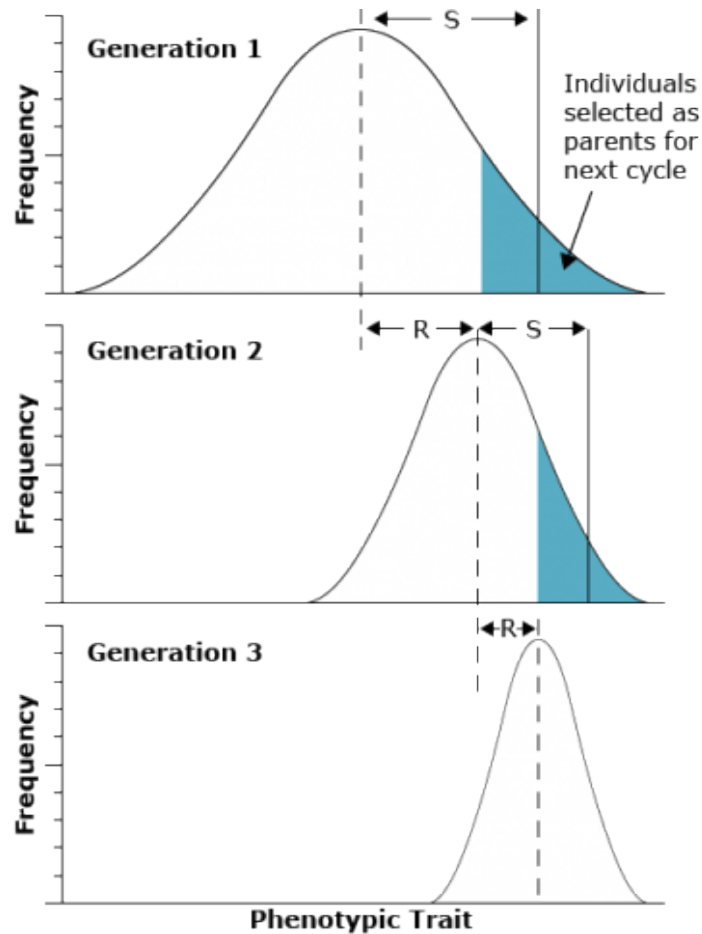 S
Generation 1
Individuals
selected as
parents for
next cycle
Frequency
R
S
Generation 2
Frequency
R
Generation 3
Frequency
Phenotypic Trait